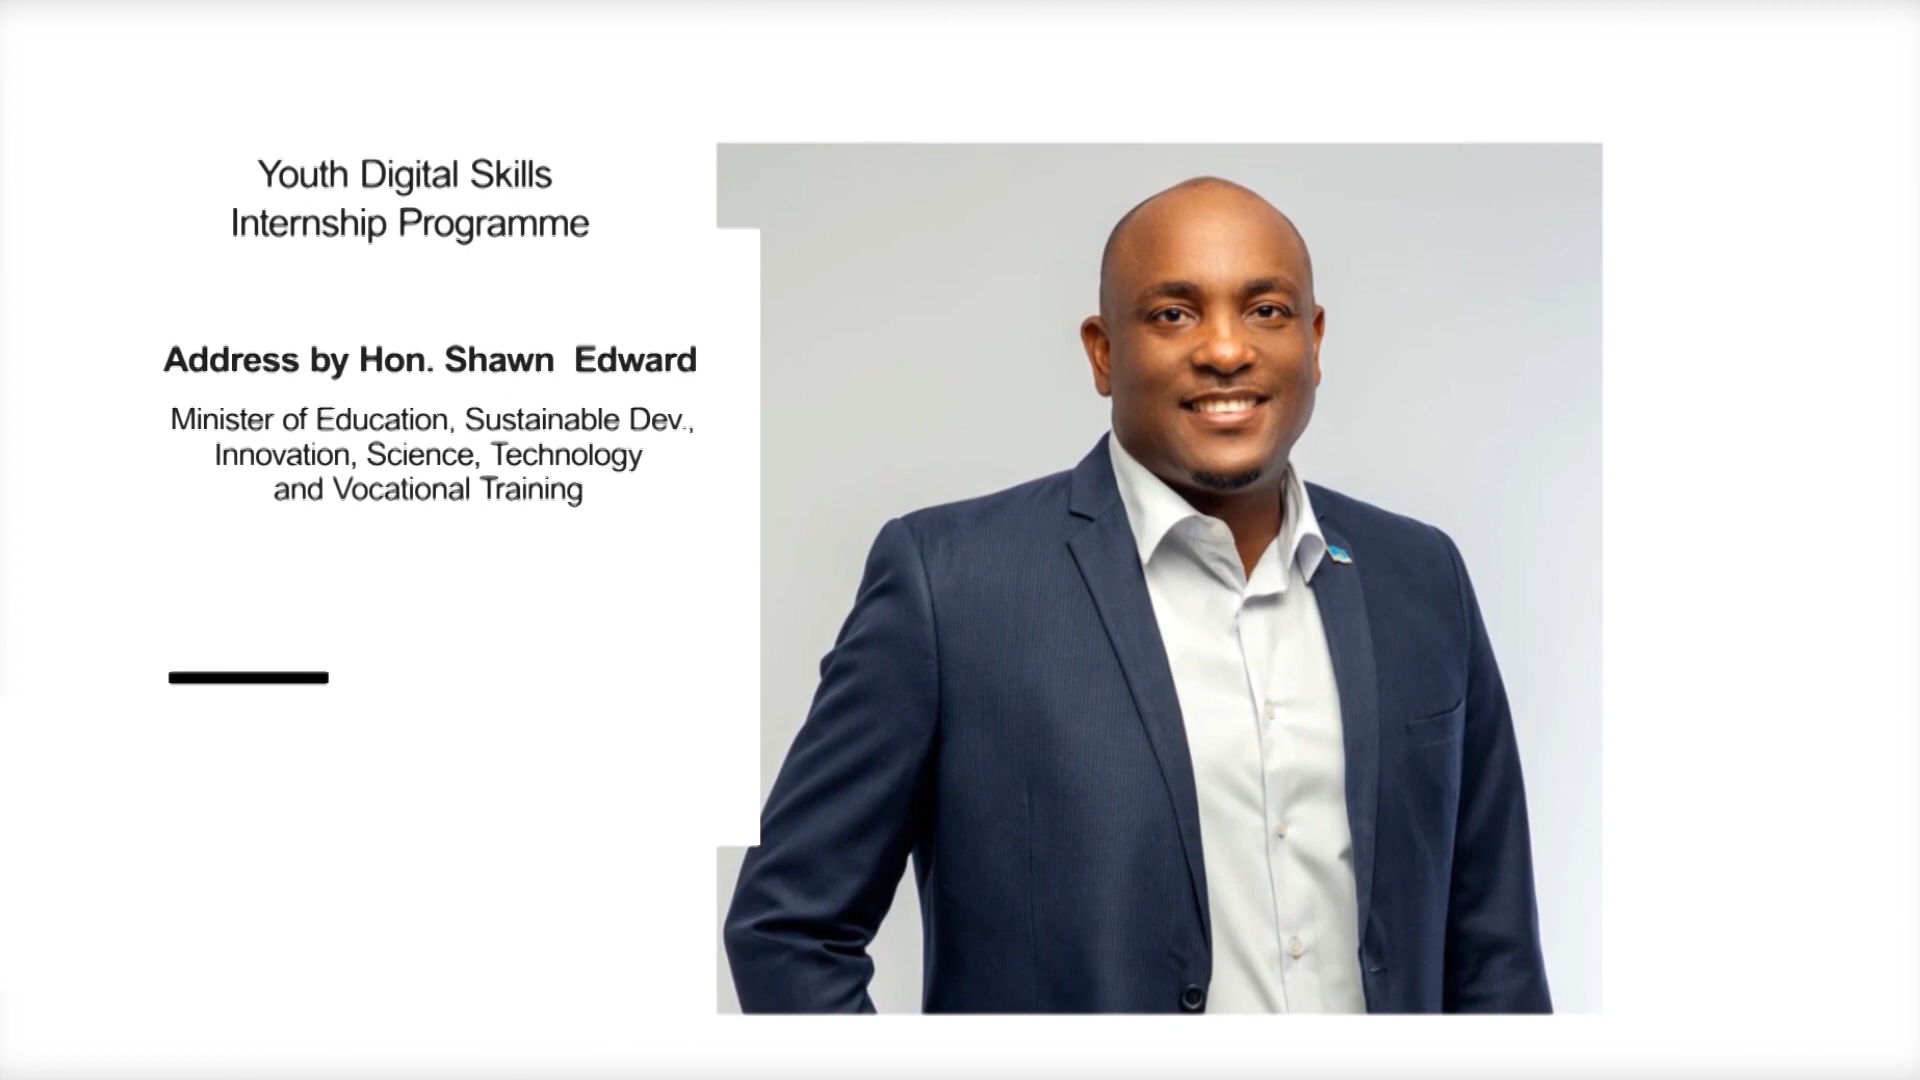 Youth Digital Skills
Internship Programme
Address by Hon. Shawn Edward
Minister of Education, Sustainable Dev.,
Innovation, Science, Technology
and Vocational Training